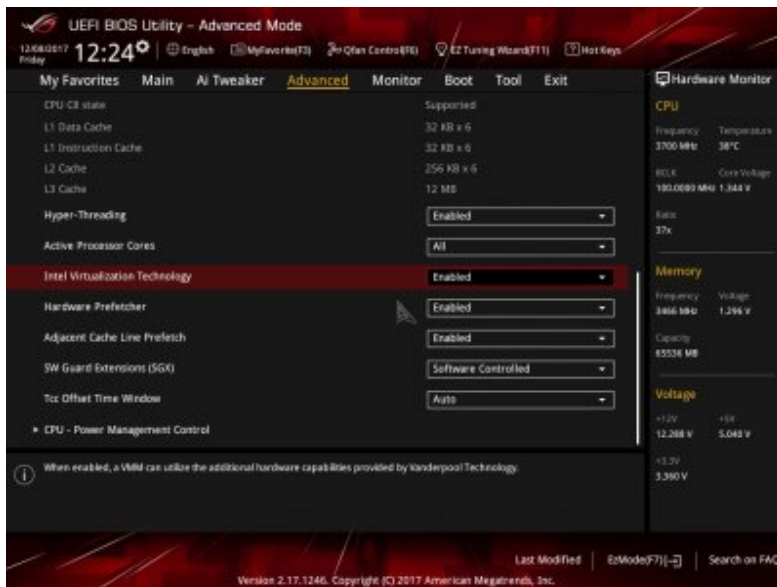 UEFI BIOS Utility – Advanced Mode
12/08/2017
Friday
12:24
English
MyFavorite(F3)
Qfan Control(F6)
EZ Tuning Wizard(F11)
Hot Keys
My Favorites Main Ai Tweaker Advanced Monitor Boot Tool Exit
Hardware Monitor
CPU C8 state Supported
L1 Data Cache 32 KB x 6
L1 Instruction Cache 32 KB x 6
L2 Cache 256 KB x 6
L3 Cache 12 MB
Hyper-Threading Enabled
Active Processor Cores All
Intel Virtualization Technology Enabled
Hardware Prefetcher Enabled
Adjacent Cache Line Prefetch Enabled
SW Guard Extensions (SGX) Software Controlled
Tcc Offset Time Window Auto
CPU - Power Management Control
When enabled, a VMM can utilize the additional hardware capabilities provided by Vanderpool Technology.
CPU
Frequency Temperature
3700 MHz 38°C
BCLK Core Voltage
100.0000 MHz 1.344 V
Ratio
37x
Memory
Frequency Voltage
3466 MHz 1.296 V
Capacity
65536 MB
Voltage
+12V +5V
12.288 V 5.040 V
+3.3V
3.360 V
Last Modified
EzMode(F7)
Search on FAQ
Version 2.17.1246. Copyright (C) 2017 American Megatrends, Inc.